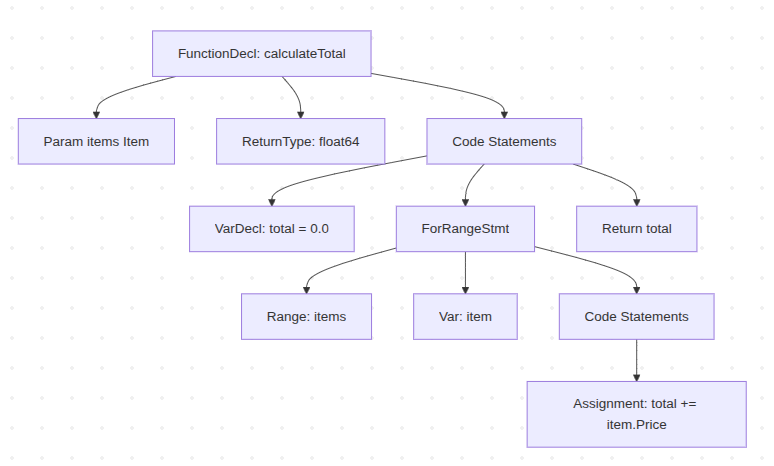 FunctionDecl: calculateTotal
Param items Item
ReturnType: float64
Code Statements
VarDecl: total = 0.0
ForRangeStmt
Return total
Range: items
Var: item
Code Statements
Assignment: total +=
item.Price